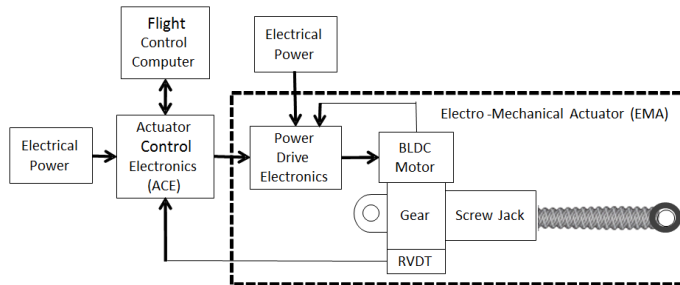 Flight
Control
Computer
Electrical
Power
Electro -Mechanical Actuator (EMA)
Electrical
Power
Actuator
Control
Electronics
(ACE)
Power
Drive
Electronics
BLDC
Motor
Gear
Screw Jack
RVDT